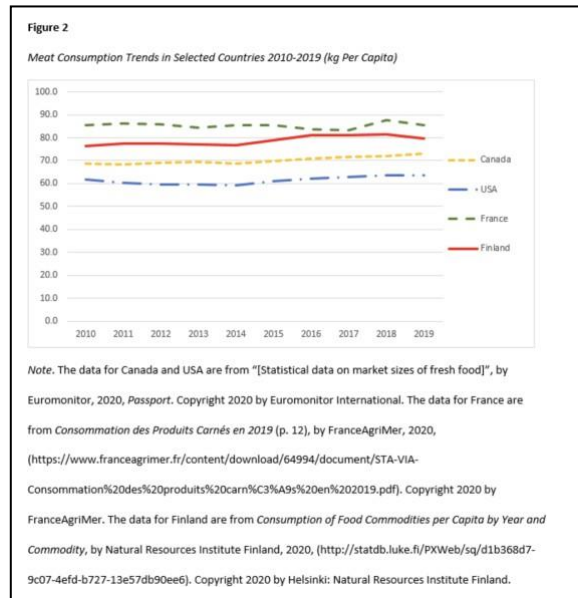 Figure 2
Meat Consumption Trends in Selected Countries 2010-2019 (kg Per Capita)
100.0
90.0
80.0
70.0
60.0
50.0
40.0
30.0
20.0
10.0
0.0
2010 2011 2012 2013 2014 2015 2016 2017 2018 2019
Canada
USA
France
Finland
Note. The data for Canada and USA are from “[Statistical data on market sizes of fresh food]”, by
Euromonitor, 2020, Passport. Copyright 2020 by Euromonitor International. The data for France are
from Consommation des Produits Carnés en 2019 (p. 12), by FranceAgriMer, 2020,
(https://www.franceagrimer.fr/content/download/64994/document/STA-VIA-
Consommation%20des%20produits%20carn%C3%A9s%20en%202019.pdf). Copyright 2020 by
FranceAgriMer. The data for Finland are from Consumption of Food Commodities per Capita by Year and
Commodity, by Natural Resources Institute Finland, 2020, (http://statdb.luke.fi/PXWeb/sq/d1b368d7-
9c07-4efd-b727-13e57db90ee6). Copyright 2020 by Helsinki: Natural Resources Institute Finland.